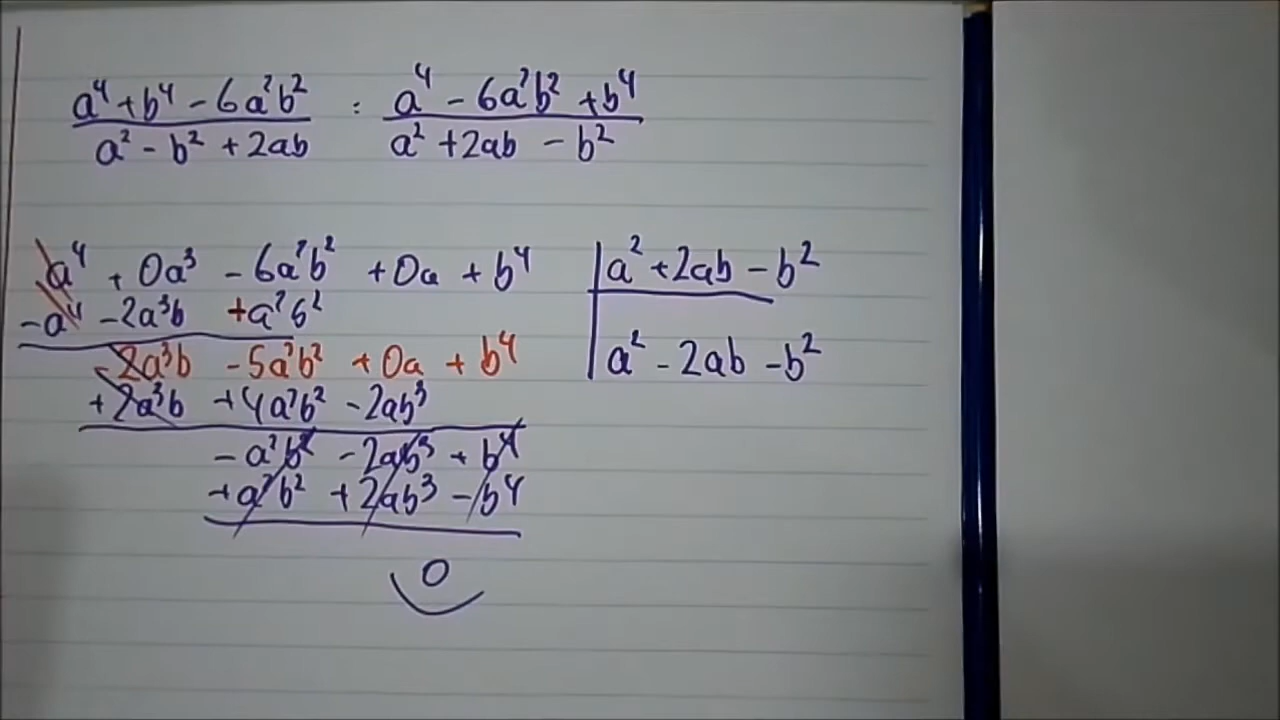 a⁴ + b⁴ - 6a²b² / a² - b² + 2ab : a⁴ - 6a²b² + b⁴ / a² + 2ab - b²
a⁴ + 0a³ - 6a²b² + 0a + b⁴ | a² + 2ab - b²
-a⁴ - 2a³b + a²b²
- 2a³b - 5a²b² + 0a + b⁴ | a² - 2ab - b²
+ 2a³b + 4a²b² - 2ab³
- a²b² - 2ab³ + b⁴
+ a²b² + 2ab³ - b⁴
0